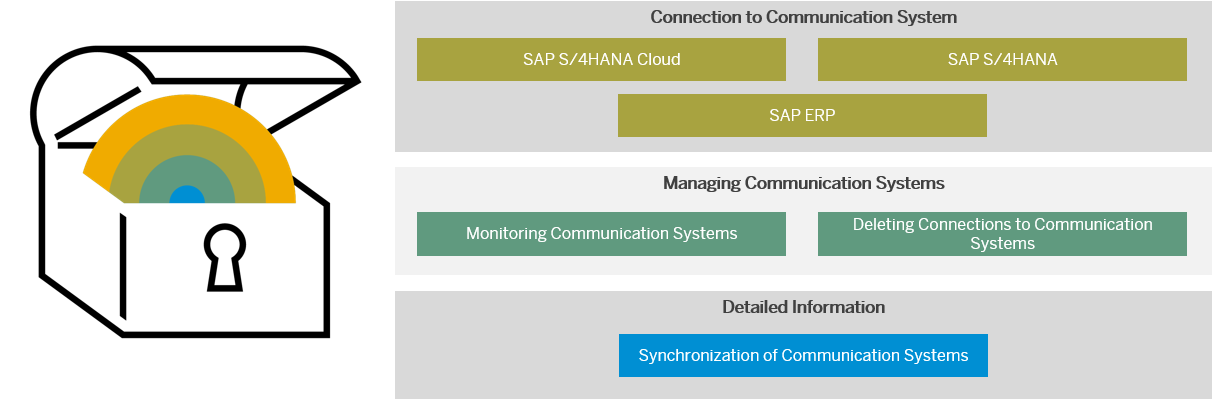 Connection to Communication System
SAP S/4HANA Cloud
SAP S/4HANA
SAP ERP
Managing Communication Systems
Monitoring Communication Systems
Deleting Connections to Communication
Systems
Detailed Information
Synchronization of Communication Systems